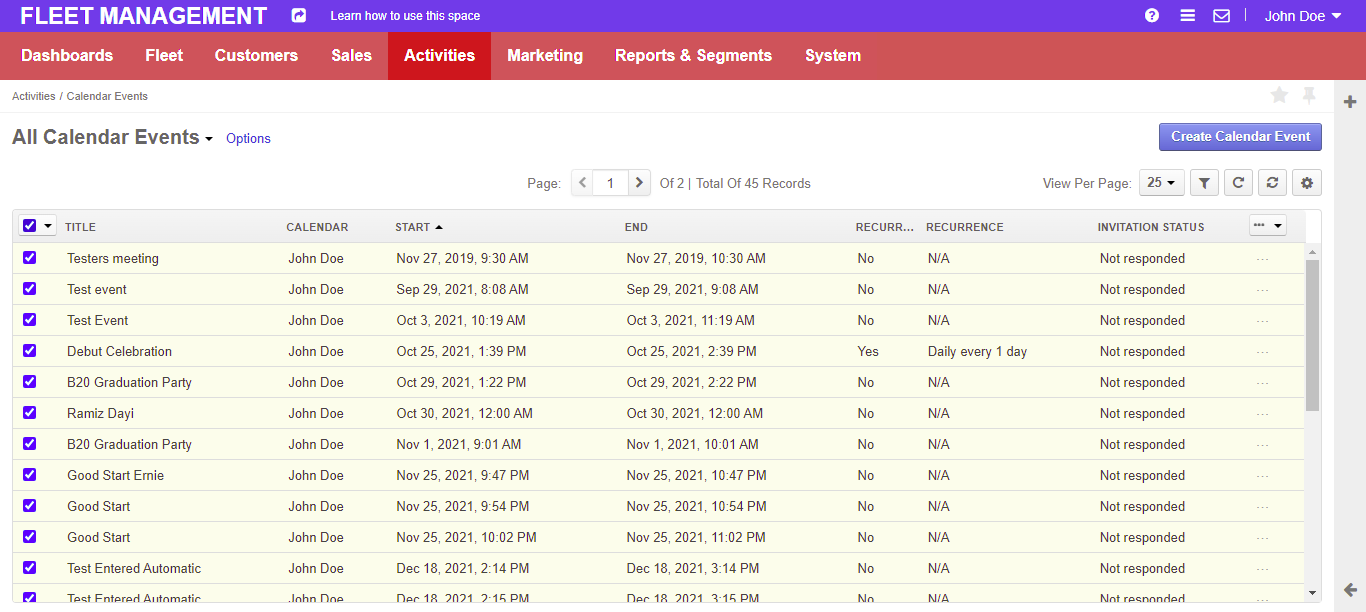 FLEET MANAGEMENT Learn how to use this space John Doe
Dashboards Fleet Customers Sales Activities Marketing Reports & Segments System
Activities / Calendar Events
All Calendar Events Options Create Calendar Event
Page: 1 Of 2 | Total Of 45 Records View Per Page: 25
TITLE CALENDAR START END RECURR... RECURRENCE INVITATION STATUS
Testers meeting John Doe Nov 27, 2019, 9:30 AM Nov 27, 2019, 10:30 AM No N/A Not responded ...
Test event John Doe Sep 29, 2021, 8:08 AM Sep 29, 2021, 9:08 AM No N/A Not responded ...
Test Event John Doe Oct 3, 2021, 10:19 AM Oct 3, 2021, 11:19 AM No N/A Not responded ...
Debut Celebration John Doe Oct 25, 2021, 1:39 PM Oct 25, 2021, 2:39 PM Yes Daily every 1 day Not responded ...
B20 Graduation Party John Doe Oct 29, 2021, 1:22 PM Oct 29, 2021, 2:22 PM No N/A Not responded ...
Ramiz Dayi John Doe Oct 30, 2021, 12:00 AM Oct 30, 2021, 12:00 AM No N/A Not responded ...
B20 Graduation Party John Doe Nov 1, 2021, 9:01 AM Nov 1, 2021, 10:01 AM No N/A Not responded ...
Good Start Ernie John Doe Nov 25, 2021, 9:47 PM Nov 25, 2021, 10:47 PM No N/A Not responded ...
Good Start John Doe Nov 25, 2021, 9:54 PM Nov 25, 2021, 10:54 PM No N/A Not responded ...
Good Start John Doe Nov 25, 2021, 10:02 PM Nov 25, 2021, 11:02 PM No N/A Not responded ...
Test Entered Automatic John Doe Dec 18, 2021, 2:14 PM Dec 18, 2021, 3:14 PM No N/A Not responded ...
Test Entered Automatic John Doe Dec 18, 2021, 2:15 PM Dec 18, 2021, 3:15 PM No N/A Not responded ...